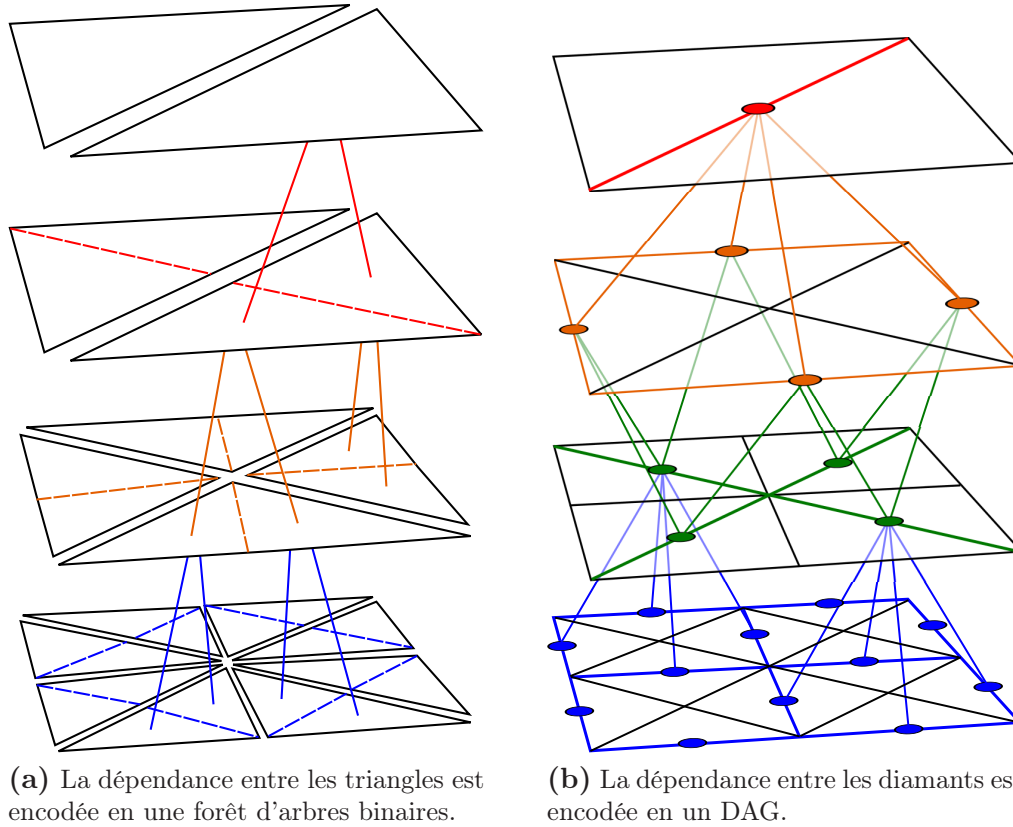 (a) La dépendance entre les triangles est
encodée en une forêt d'arbres binaires.
(b) La dépendance entre les diamants es
encodée en un DAG.